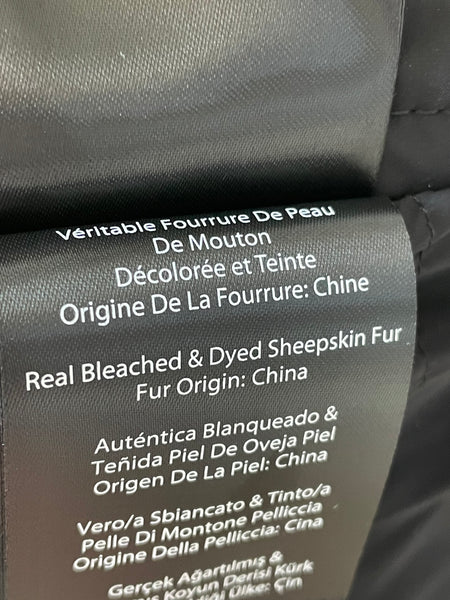 Véritable Fourrure De Peau
De Mouton
Décolorée et Teinte
Origine De La Fourrure: Chine
Real Bleached & Dyed Sheepskin Fur
Fur Origin: China
Auténtica Blanqueado &
Teñida Piel De Oveja Piel
Origen De La Piel: China
Vero/a Sbiancato & Tinto/a
Pelle Di Montone Pelliccia
Origine Della Pelliccia: Cina
Gerçek Ağartılmış &
Koyun Derisi Kürk
Ülke: Çin